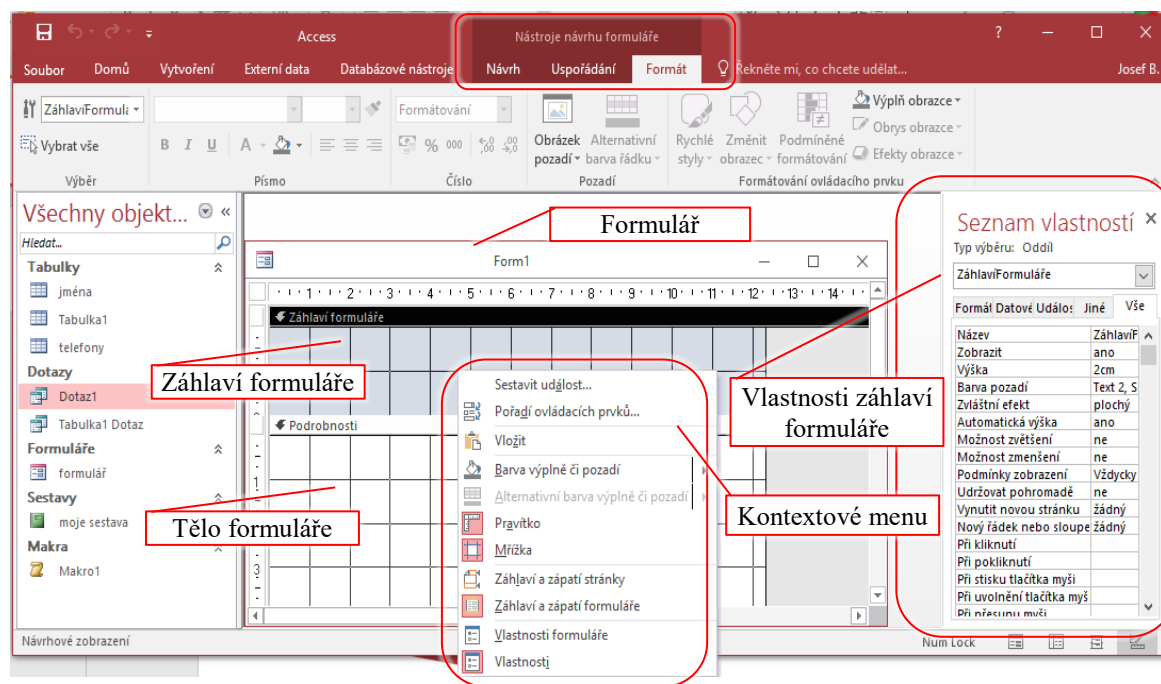 Access
Nástroje návrhu formuláře
?
Soubor Domů Vytvoření Externí data Databázové nástroje Návrh Uspořádání Formát Řekněte mi, co chcete udělat... Josef B.
ZáhlavíFormulá
Vybrat vše
Výběr
B I U A
Písmo
Formátování
% 000 ,00 ,00
Číslo
Obrázek pozadí
Alternativní barva řádku
Pozadí
Rychlé styly
Změnit obrazec
Podmíněné formátování
Výplň obrazce
Obrys obrazce
Efekty obrazce
Formátování ovládacího prvku
Všechny objekt... «
Hledat...
Tabulky
jména
Tabulka1
telefony
Dotazy
Dotaz1
Tabulka1 Dotaz
Formuláře
formulář
Sestavy
moje sestava
Makra
Makro1
Formulář
Form1
1 2 3 4 5 6 7 8 9 10 11 12 13 14
Záhlaví formuláře
1
Podrobnosti
1
3
Záhlaví formuláře
Tělo formuláře
Sestavit událost...
Pořadí ovládacích prvků...
Vložit
Barva výplně či pozadí
Alternativní barva výplně či pozadí
Pravítko
Mřížka
Záhlaví a zápatí stránky
Záhlaví a zápatí formuláře
Vlastnosti formuláře
Vlastnosti
Vlastnosti záhlaví
formuláře
Kontextové menu
Seznam vlastností
Typ výběru: Oddíl
ZáhlavíFormuláře
Formát Datové Událos Jiné Vše
Název ZáhlavíF
Zobrazit ano
Výška 2cm
Barva pozadí Text 2, S
Zvláštní efekt plochý
Automatická výška ano
Možnost zvětšení ne
Možnost zmenšení ne
Podmínky zobrazení Vždycky
Udržovat pohromadě ne
Vynutit novou stránku žádný
Nový řádek nebo sloupe žádný
Při kliknutí
Při poklinutí
Při stisku tlačítka myši
Při uvolnění tlačítka myš
Při přesunu myši
Návrhové zobrazení
Num Lock